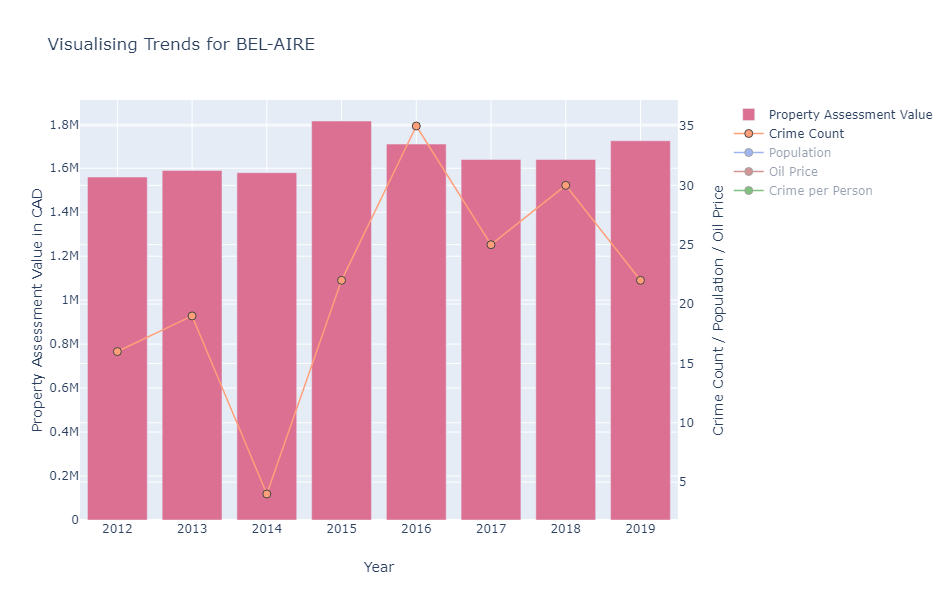 Visualising Trends for BEL-AIRE
Property Assessment Value in CAD
1.8M
1.6M
1.4M
1.2M
1M
0.8M
0.6M
0.4M
0.2M
0
2012 2013 2014 2015 2016 2017 2018 2019
Year
35
30
25
20
15
10
5
Crime Count / Population / Oil Price
Property Assessment Value
Crime Count
Population
Oil Price
Crime per Person